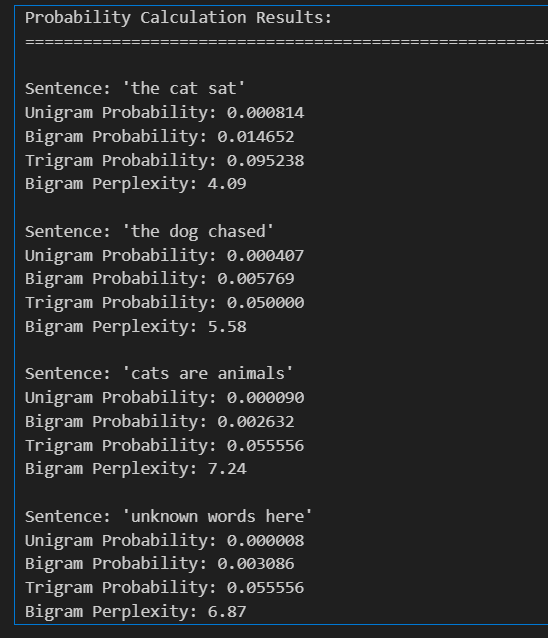 Probability Calculation Results:
============================================================
Sentence: 'the cat sat'
Unigram Probability: 0.000814
Bigram Probability: 0.014652
Trigram Probability: 0.095238
Bigram Perplexity: 4.09
Sentence: 'the dog chased'
Unigram Probability: 0.000407
Bigram Probability: 0.005769
Trigram Probability: 0.050000
Bigram Perplexity: 5.58
Sentence: 'cats are animals'
Unigram Probability: 0.000090
Bigram Probability: 0.002632
Trigram Probability: 0.055556
Bigram Perplexity: 7.24
Sentence: 'unknown words here'
Unigram Probability: 0.000008
Bigram Probability: 0.003086
Trigram Probability: 0.055556
Bigram Perplexity: 6.87